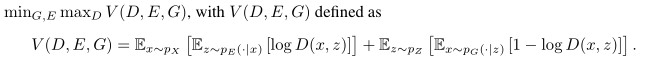 min_{G,E} max_D V(D, E, G), with V(D, E, G) defined as
V(D, E, G) = 𝔼_{x∼p_X} [𝔼_{z∼p_E(·|x)} [log D(x, z)]] + 𝔼_{z∼p_Z} [𝔼_{x∼p_G(·|z)} [1 − log D(x, z)]] .